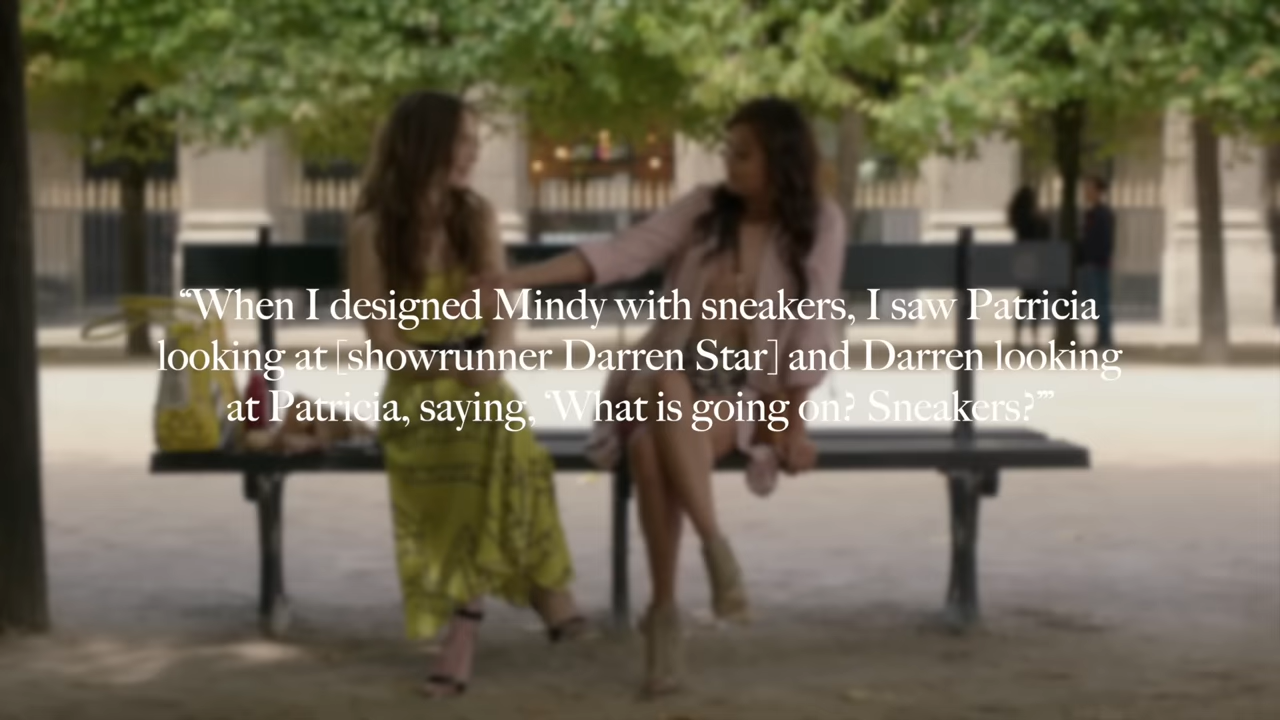 “When I designed Mindy with sneakers, I saw Patricia
looking at [showrunner Darren Star] and Darren looking
at Patricia, saying, ‘What is going on? Sneakers?’”